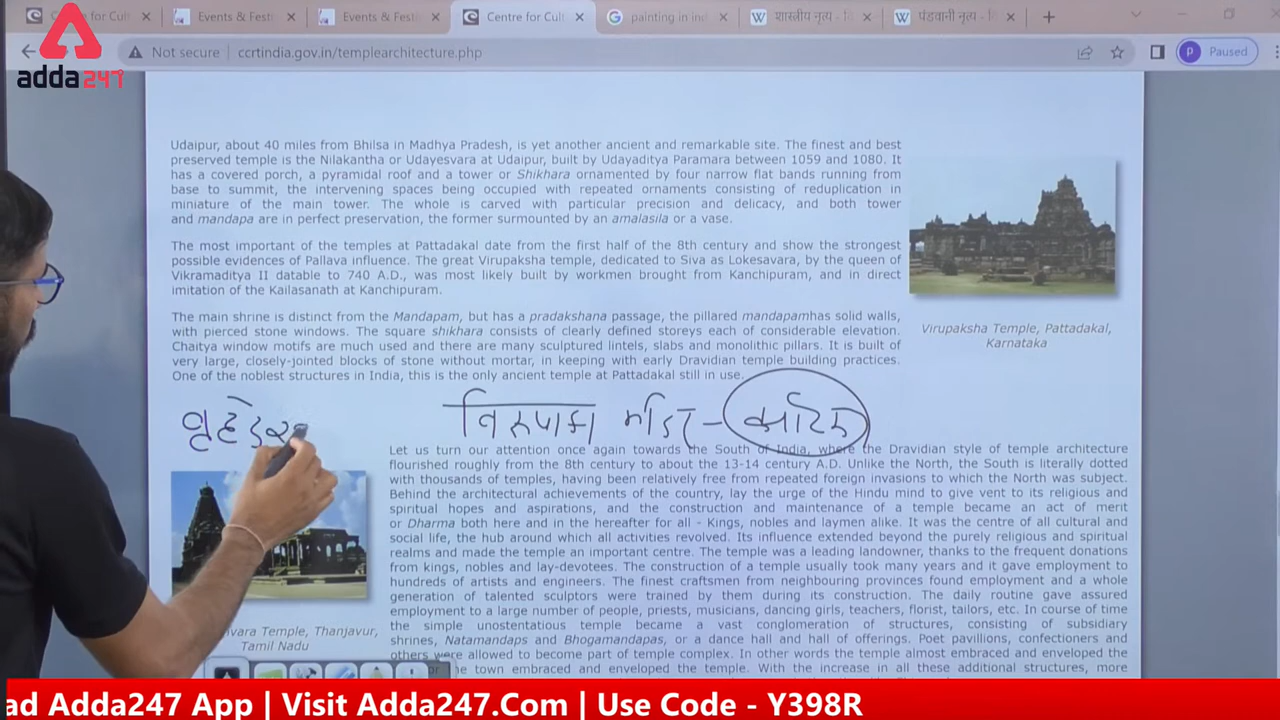 Events & Festi
Events & Festi
Centre for Cult
painting in ind
शास्त्रीय नृत्य - वि
पंडवानी नृत्य - वि
Not secure ccrtindia.gov.in/templearchitecture.php
p Paused
adda247
Udaipur, about 40 miles from Bhilsa in Madhya Pradesh, is yet another ancient and remarkable site. The finest and best
preserved temple is the Nilakantha or Udayesvara at Udaipur, built by Udayaditya Paramara between 1059 and 1080. It
has a covered porch, a pyramidal roof and a tower or Shikhara ornamented by four narrow flat bands running from
base to summit, the intervening spaces being occupied with repeated ornaments consisting of reduplication in
miniature of the main tower. The whole is carved with particular precision and delicacy, and both tower
and mandapa are in perfect preservation, the former surmounted by an amalasila or a vase.
The most important of the temples at Pattadakal date from the first half of the 8th century and show the strongest
possible evidences of Pallava influence. The great Virupaksha temple, dedicated to Siva as Lokesavara, by the queen of
Vikramaditya II datable to 740 A.D., was most likely built by workmen brought from Kanchipuram, and in direct
imitation of the Kailasanath at Kanchipuram.
Virupaksha Temple, Pattadakal,
Karnataka
The main shrine is distinct from the Mandapam, but has a pradakshana passage, the pillared mandapamhas solid walls,
with pierced stone windows. The square shikhara consists of clearly defined storeys each of considerable elevation.
Chaitya window motifs are much used and there are many sculptured lintels, slabs and monolithic pillars. It is built of
very large, closely-jointed blocks of stone without mortar, in keeping with early Dravidian temple building practices.
One of the noblest structures in India, this is the only ancient temple at Pattadakal still in use.
Let us turn our attention once again towards the South of India, where the Dravidian style of temple architecture
flourished roughly from the 8th century to about the 13-14 century A.D. Unlike the North, the South is literally dotted
with thousands of temples, having been relatively free from repeated foreign invasions to which the North was subject.
Behind the architectural achievements of the country, lay the urge of the Hindu mind to give vent to its religious and
spiritual hopes and aspirations, and the construction and maintenance of a temple became an act of merit
or Dharma both here and in the hereafter for all - Kings, nobles and laymen alike. It was the centre of all cultural and
social life, the hub around which all activities revolved. Its influence extended beyond the purely religious and spiritual
realms and made the temple an important centre. The temple was a leading landowner, thanks to the frequent donations
from kings, nobles and lay-devotees. The construction of a temple usually took many years and it gave employment to
hundreds of artists and engineers. The finest craftsmen from neighbouring provinces found employment and a whole
generation of talented sculptors were trained by them during its construction. The daily routine gave assured
employment to a large number of people, priests, musicians, dancing girls, teachers, florist, tailors, etc. In course of time
the simple unostentatious temple became a vast conglomeration of structures, consisting of subsidiary
shrines, Natamandaps and Bhogamandapas, or a dance hall and hall of offerings. Poet pavillions, confectioners and
others were allowed to become part of temple complex. In other words the temple almost embraced and enveloped the
the town embraced and enveloped the temple. With the increase in all these additional structures, more
vara Temple, Thanjavur,
Tamil Nadu
ad Adda247 App | Visit Adda247.Com | Use Code - Y398R